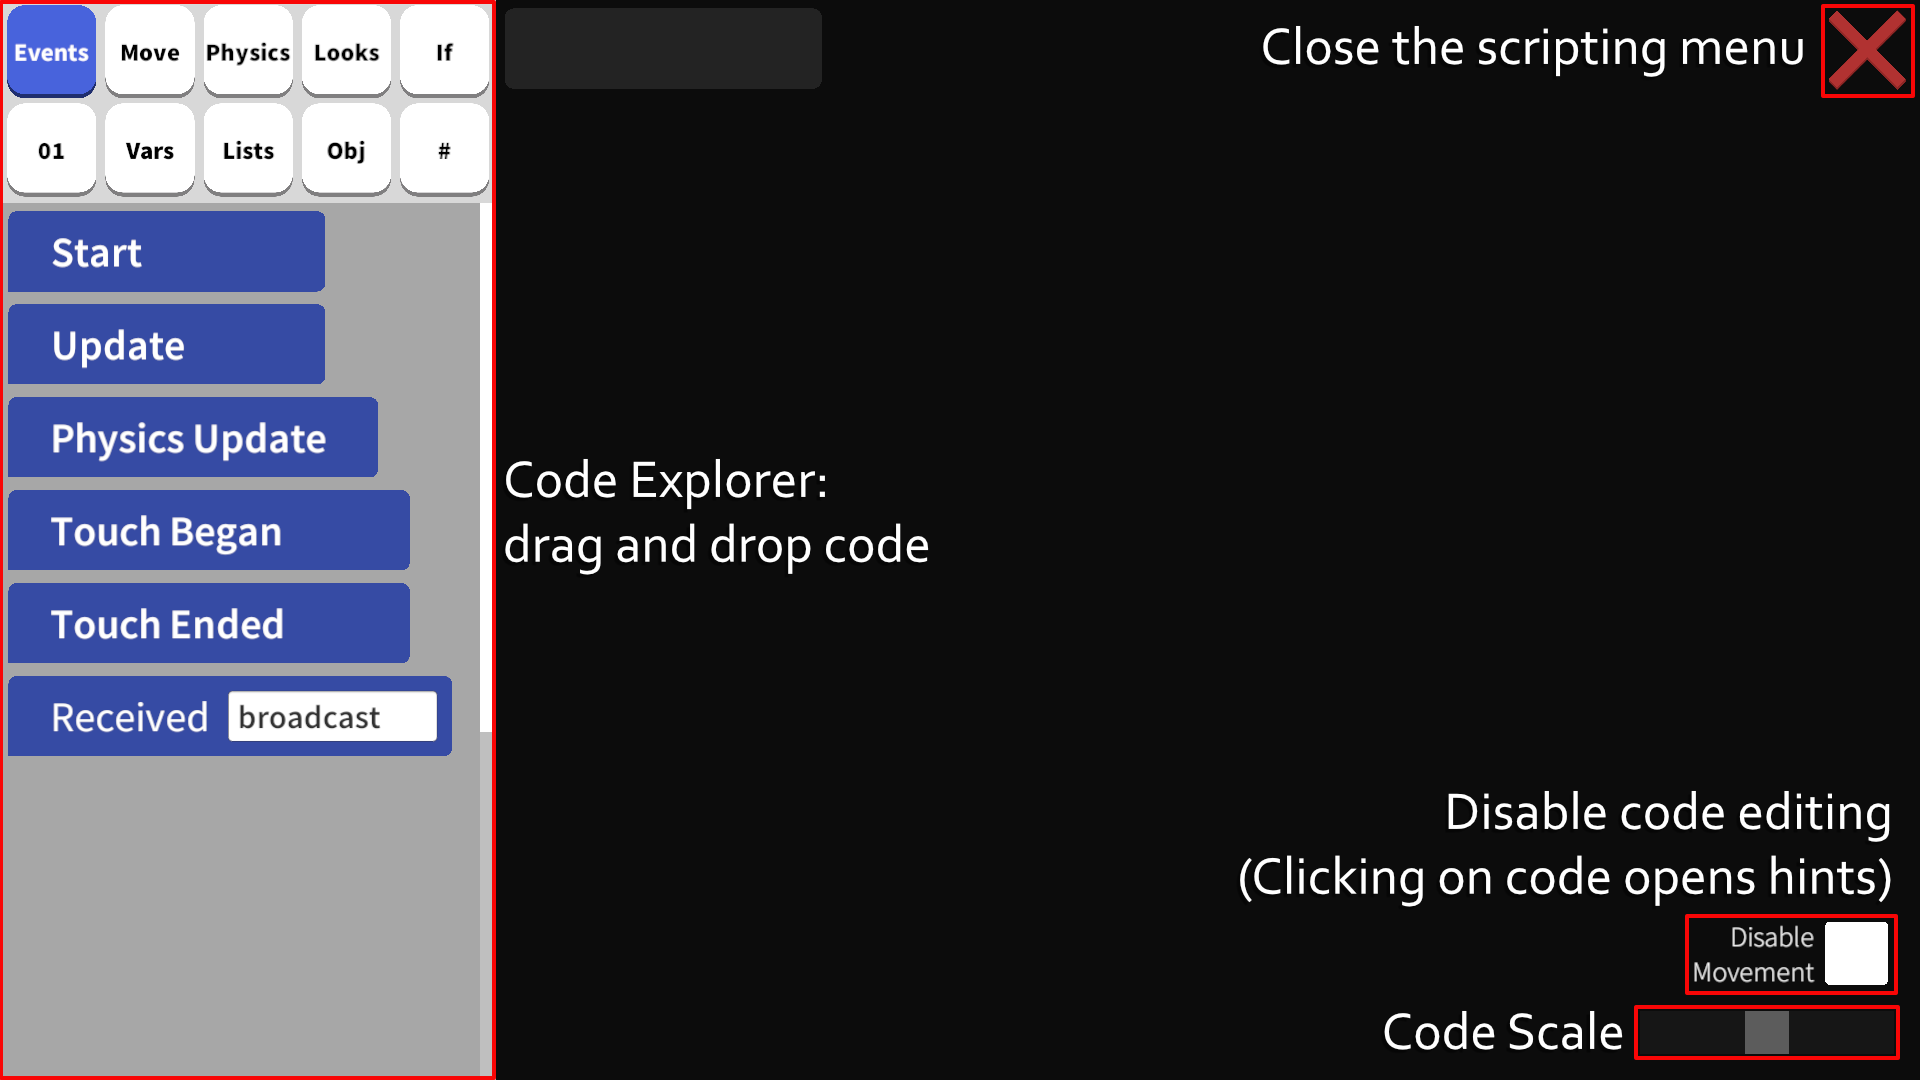 Events Move Physics Looks If
01 Vars Lists Obj #
Start
Update
Physics Update
Touch Began
Touch Ended
Received broadcast
Close the scripting menu
Code Explorer:
drag and drop code
Disable code editing
(Clicking on code opens hints)
Disable
Movement
Code Scale